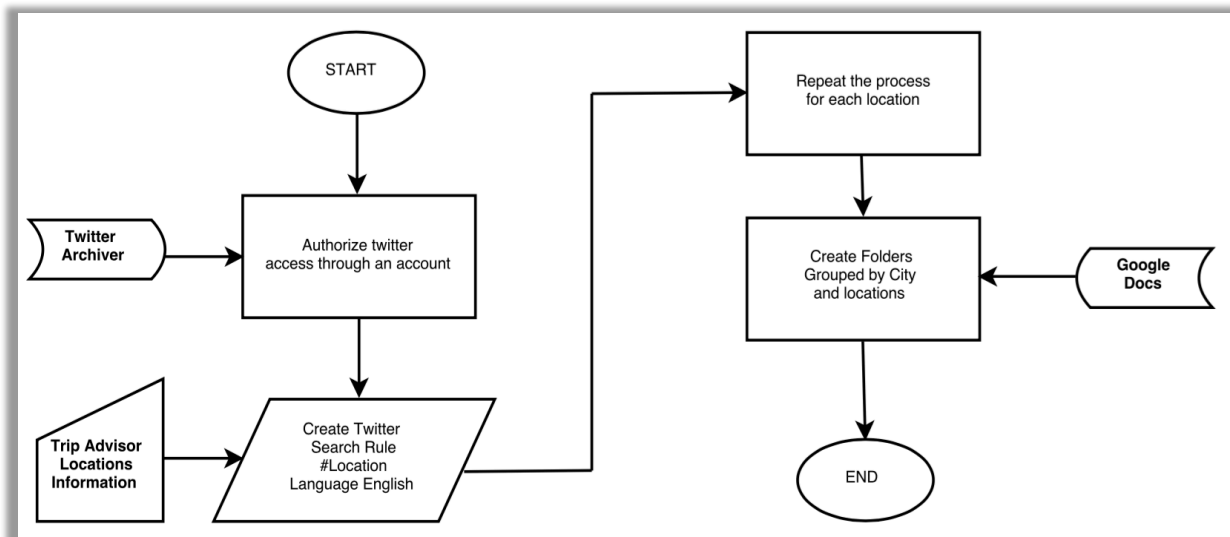 START
Twitter
Archiver
Authorize twitter
access through an account
Trip Advisor
Locations
Information
Create Twitter
Search Rule
#Location
Language English
Repeat the process
for each location
Create Folders
Grouped by City
and locations
Google
Docs
END